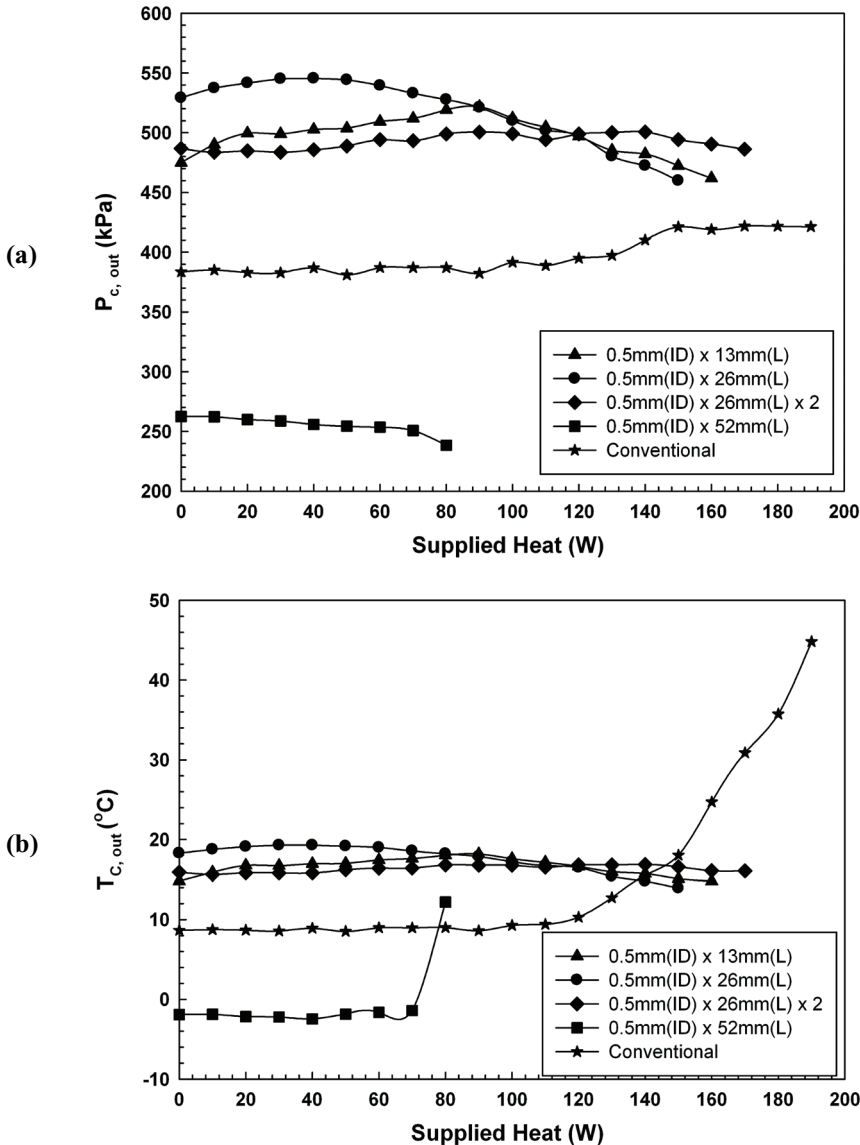 (a)
P c, out (kPa)
600
550
500
450
400
350
300
250
200
0.5mm(ID) x 13mm(L)
0.5mm(ID) x 26mm(L)
0.5mm(ID) x 26mm(L) x 2
0.5mm(ID) x 52mm(L)
Conventional
0 20 40 60 80 100 120 140 160 180 200
Supplied Heat (W)
(b)
T C, out (°C)
50
40
30
20
10
0
-10
0.5mm(ID) x 13mm(L)
0.5mm(ID) x 26mm(L)
0.5mm(ID) x 26mm(L) x 2
0.5mm(ID) x 52mm(L)
Conventional
0 20 40 60 80 100 120 140 160 180 200
Supplied Heat (W)